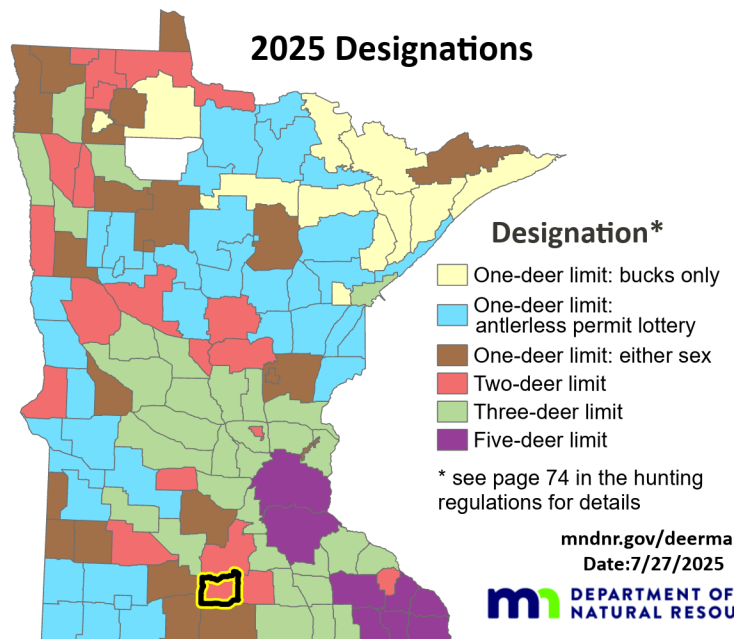 2025 Designations
Designation*
One-deer limit: bucks only
One-deer limit:
antlerless permit lottery
One-deer limit: either sex
Two-deer limit
Three-deer limit
Five-deer limit
* see page 74 in the hunting
regulations for details
mndnr.gov/deerma
Date:7/27/2025
mn DEPARTMENT OF
NATURAL RESOU